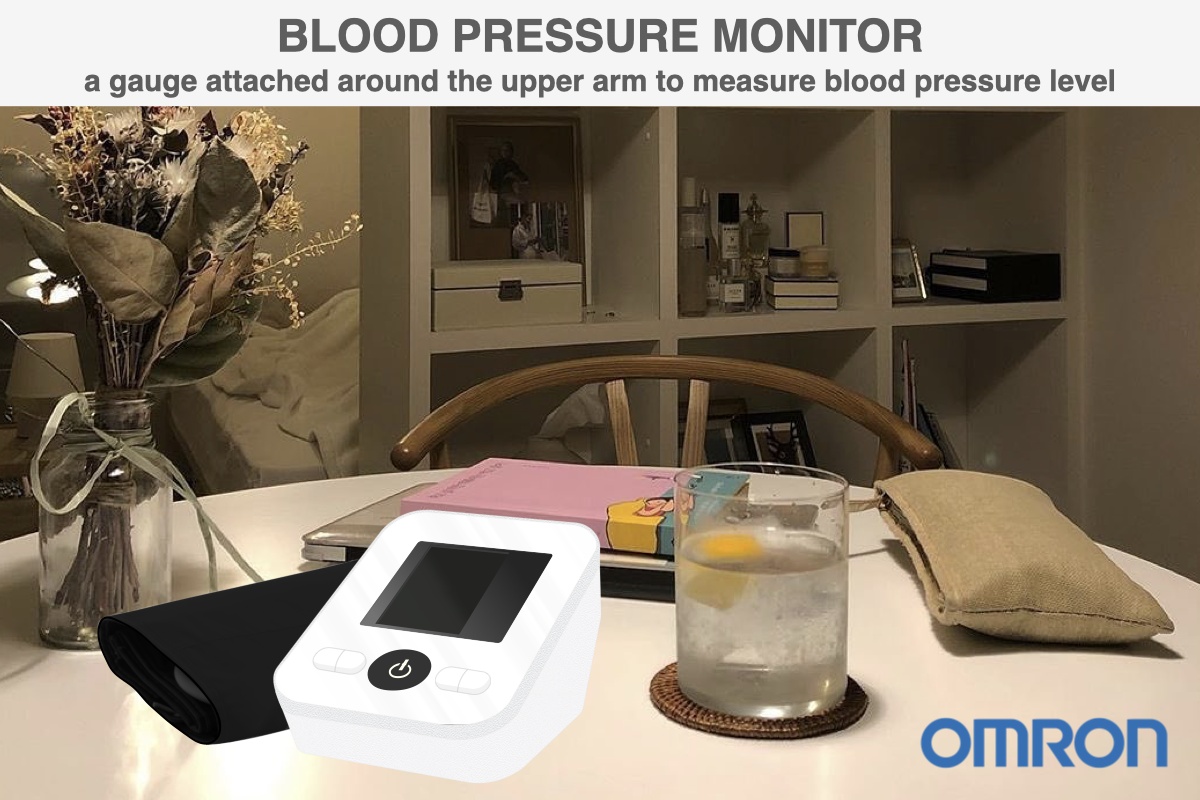 BLOOD PRESSURE MONITOR
a gauge attached around the upper arm to measure blood pressure level
OMRON